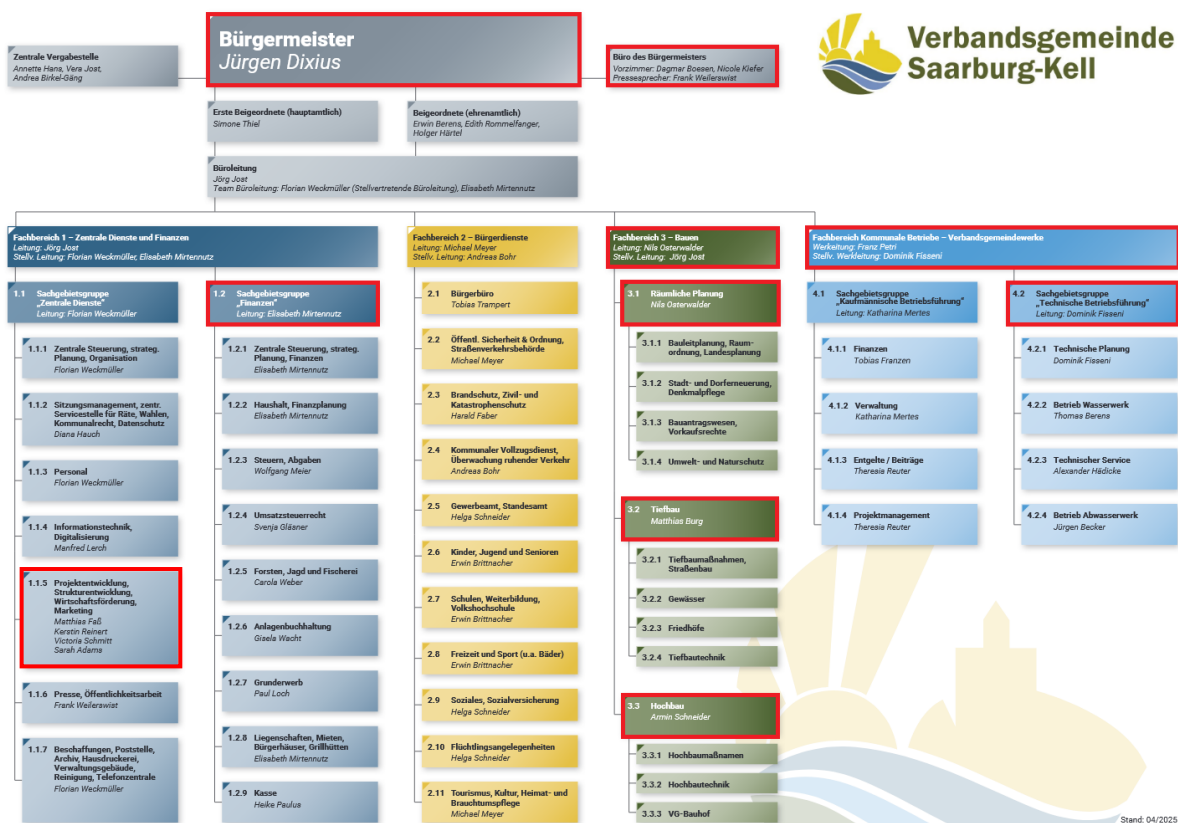 Zentrale Vergabestelle
Annette Hans, Vera Jost,
Andrea Birkel-Gäng
Bürgermeister
Jürgen Dixius
Büro des Bürgermeisters
Vorzimmer: Dagmar Boesen, Nicole Kiefer
Pressesprecher: Frank Weilerswist
Verbandsgemeinde
Saarburg-Kell
Erste Beigeordnete (hauptamtlich)
Simone Thiel
Beigeordnete (ehrenamtlich)
Erwin Berens, Edith Rommelfanger,
Holger Härtel
Büroleitung
Jörg Jost
Team Büroleitung: Florian Weckmüller (Stellvertretende Büroleitung), Elisabeth Mirtennutz
Fachbereich 1 – Zentrale Dienste und Finanzen
Leitung: Jörg Jost
Stellv. Leitung: Florian Weckmüller, Elisabeth Mirtennutz
1.1 Sachgebietsgruppe
„Zentrale Dienste"
Leitung: Florian Weckmüller
1.1.1 Zentrale Steuerung, strateg.
Planung, Organisation
Florian Weckmüller
1.1.2 Sitzungsmanagement, zentr.
Servicestelle für Räte, Wahlen,
Kommunalrecht, Datenschutz
Diana Hauch
1.1.3 Personal
Florian Weckmüller
1.1.4 Informationstechnik,
Digitalisierung
Manfred Lerch
1.1.5 Projektentwicklung,
Strukturentwicklung,
Wirtschaftsförderung,
Marketing
Matthias Faß
Kerstin Reinert
Victoria Schmitt
Sarah Adams
1.1.6 Presse, Öffentlichkeitsarbeit
Frank Weilerswist
1.1.7 Beschaffungen, Poststelle,
Archiv, Hausdruckerei,
Verwaltungsgebäude,
Reinigung, Telefonzentrale
Florian Weckmüller
1.2 Sachgebietsgruppe
„Finanzen"
Leitung: Elisabeth Mirtennutz
1.2.1 Zentrale Steuerung, strateg.
Planung, Finanzen
Elisabeth Mirtennutz
1.2.2 Haushalt, Finanzplanung
Elisabeth Mirtennutz
1.2.3 Steuern, Abgaben
Wolfgang Meier
1.2.4 Umsatzsteuerrecht
Svenja Gläsner
1.2.5 Forsten, Jagd und Fischerei
Carola Weber
1.2.6 Anlagenbuchhaltung
Gisela Wacht
1.2.7 Grunderwerb
Paul Loch
1.2.8 Liegenschaften, Mieten,
Bürgerhäuser, Grillhütten
Elisabeth Mirtennutz
1.2.9 Kasse
Heike Paulus
Fachbereich 2 – Bürgerdienste
Leitung: Michael Meyer
Stellv. Leitung: Andreas Bohr
2.1 Bürgerbüro
Tobias Trampert
2.2 Öffentl. Sicherheit & Ordnung,
Straßenverkehrsbehörde
Michael Meyer
2.3 Brandschutz, Zivil- und
Katastrophenschutz
Harald Faber
2.4 Kommunaler Vollzugsdienst,
Überwachung ruhender Verkehr
Andreas Bohr
2.5 Gewerbeamt, Standesamt
Helga Schneider
2.6 Kinder, Jugend und Senioren
Erwin Brittnacher
2.7 Schulen, Weiterbildung,
Volkshochschule
Erwin Brittnacher
2.8 Freizeit und Sport (u.a. Bäder)
Erwin Brittnacher
2.9 Soziales, Sozialversicherung
Helga Schneider
2.10 Flüchtlingsangelegenheiten
Helga Schneider
2.11 Tourismus, Kultur, Heimat- und
Brauchtumspflege
Michael Meyer
Fachbereich 3 – Bauen
Leitung: Nils Osterwalder
Stellv. Leitung: Jörg Jost
3.1 Räumliche Planung
Nils Osterwalder
3.1.1 Bauleitplanung, Raum-
ordnung, Landesplanung
3.1.2 Stadt- und Dorferneuerung,
Denkmalpflege
3.1.3 Bauantragswesen,
Vorkaufsrechte
3.1.4 Umwelt- und Naturschutz
3.2 Tiefbau
Matthias Burg
3.2.1 Tiefbaumaßnahmen,
Straßenbau
3.2.2 Gewässer
3.2.3 Friedhöfe
3.2.4 Tiefbautechnik
3.3 Hochbau
Armin Schneider
3.3.1 Hochbaumaßnamen
3.3.2 Hochbautechnik
3.3.3 VG-Bauhof
Fachbereich Kommunale Betriebe – Verbandsgemeindewerke
Werkeitung: Franz Petri
Stellv. Werkleitung: Dominik Fisseni
4.1 Sachgebietsgruppe
„Kaufmännische Betriebsführung"
Leitung: Katharina Mertes
4.1.1 Finanzen
Tobias Franzen
4.1.2 Verwaltung
Katharina Mertes
4.1.3 Entgelte / Beiträge
Theresia Reuter
4.1.4 Projektmanagement
Theresia Reuter
4.2 Sachgebietsgruppe
„Technische Betriebsführung"
Leitung: Dominik Fisseni
4.2.1 Technische Planung
Dominik Fisseni
4.2.2 Betrieb Wasserwerk
Thomas Berens
4.2.3 Technischer Service
Alexander Hädicke
4.2.4 Betrieb Abwasserwerk
Jürgen Becker
Stand: 04/2025